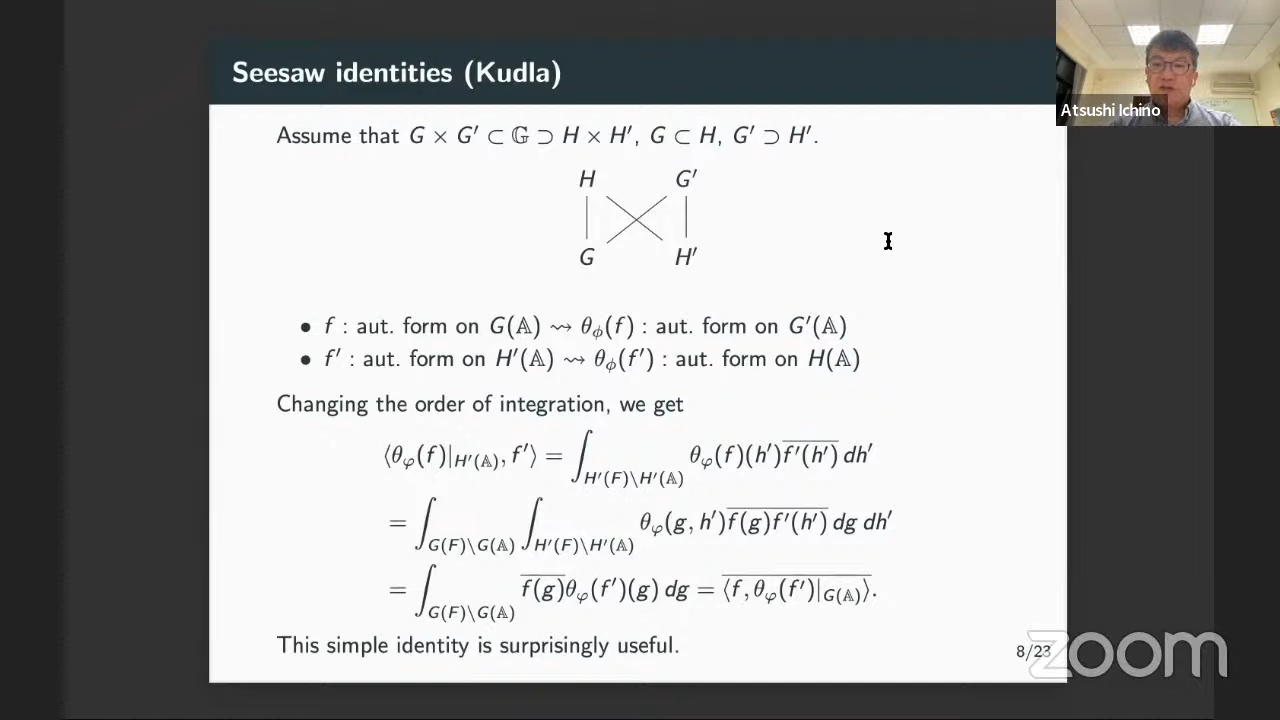 Seesaw identities (Kudla)
Atsushi Ichino
Assume that G × G′ ⊂ 𝔾 ⊃ H × H′, G ⊂ H, G′ ⊃ H′.
H G′
G H′
• f : aut. form on G(𝔸) ⇝ θ_ϕ(f) : aut. form on G′(𝔸)
• f′ : aut. form on H′(𝔸) ⇝ θ_ϕ(f′) : aut. form on H(𝔸)
Changing the order of integration, we get
⟨θ_φ(f)|_{H′(𝔸)}, f′⟩ = ∫_{H′(F)\H′(𝔸)} θ_φ(f)(h′)\overline{f′(h′)} dh′
= ∫_{G(F)\G(𝔸)} ∫_{H′(F)\H′(𝔸)} θ_φ(g, h′)\overline{f(g)f′(h′)} dg dh′
= ∫_{G(F)\G(𝔸)} \overline{f(g)}θ_φ(f′)(g) dg = \overline{⟨f, θ_φ(f′)|_{G(𝔸)}⟩}.
This simple identity is surprisingly useful.
8/23
zoom